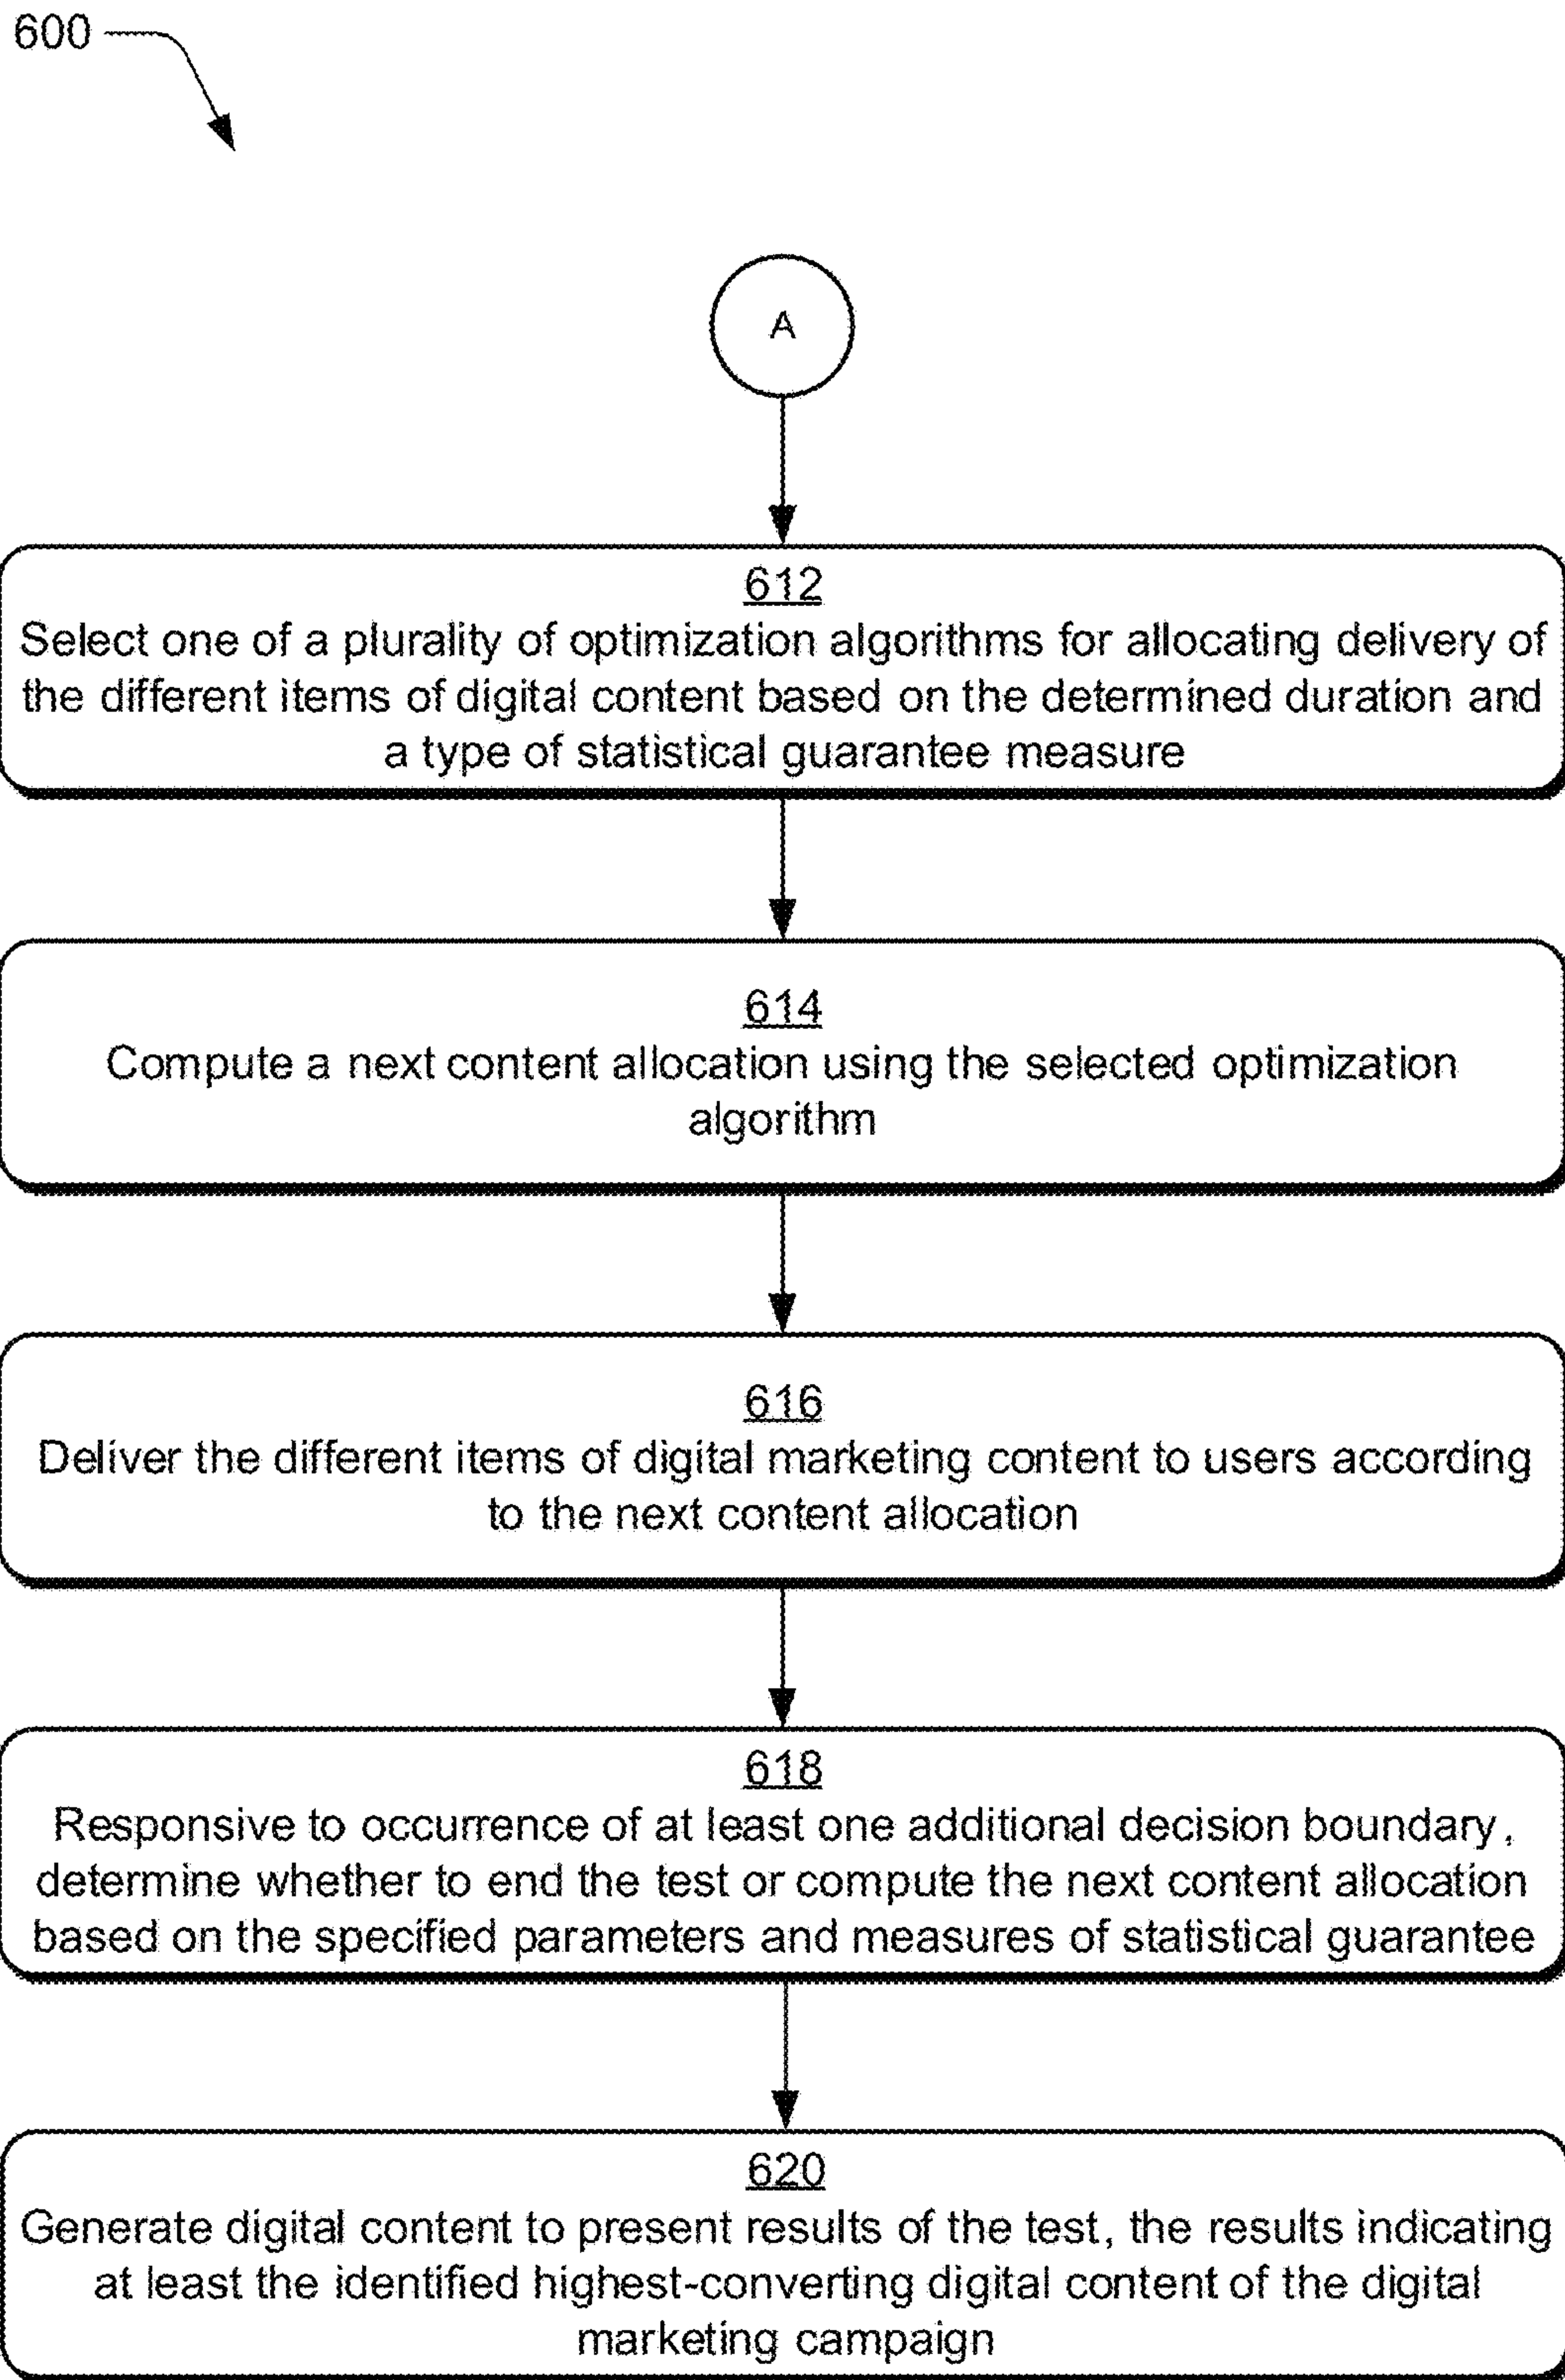 600
A
612
Select one of a plurality of optimization algorithms for allocating delivery of
the different items of digital content based on the determined duration and
a type of statistical guarantee measure
614
Compute a next content allocation using the selected optimization
algorithm
616
Deliver the different items of digital marketing content to users according
to the next content allocation
618
Responsive to occurrence of at least one additional decision boundary,
determine whether to end the test or compute the next content allocation
based on the specified parameters and measures of statistical guarantee
620
Generate digital content to present results of the test, the results indicating
at least the identified highest-converting digital content of the digital
marketing campaign